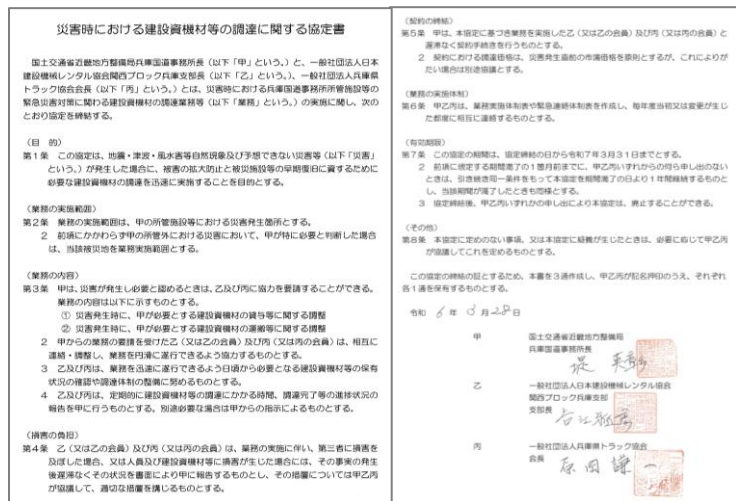 災害時における建設資機材等の調達に関する協定書
国土交通省近畿地方整備局兵庫国道事務所長（以下「甲」という。）と、一般社団法人日本
建設機械レンタル協会関西ブロック兵庫支部長（以下「乙」という。）、一般社団法人兵庫県
トラック協会会長（以下「丙」という。）とは、災害時における兵庫国道事務所所管施設等の
緊急災害対策に関わる建設資機材の調達業務等（以下「業務」という。）の実施に関し、次の
とおり協定を締結する。
（目　的）
第１条　この協定は、地震・津波・風水害等自然現象及び予想できない災害等（以下「災害」
という。）が発生した場合に、被害の拡大防止と被災施設等の早期復旧に資するために
必要な建設資機材の調達を迅速に実施することを目的とする。
（業務の実施範囲）
第２条　業務の実施範囲は、甲の所管施設等における災害発生箇所とする。
２　前項にかかわらず甲の所管外における災害において、甲が特に必要と判断した場合
は、当該被災地を業務実施範囲とする。
（業務の内容）
第３条　甲は、災害が発生し必要と認めるときは、乙及び丙に協力を要請することができる。
業務の内容は以下に示すものとする。
① 災害発生時に、甲が必要とする建設資機材の貸与等に関する調整
② 災害発生時に、甲が必要とする建設資機材の運搬等に関する調整
２　甲からの業務の要請を受けた乙（又は乙の会員）及び丙（又は丙の会員）は、相互に
連絡・調整し、業務を円滑に遂行できるよう協力するものとする。
３　乙及び丙は、業務を迅速に遂行できるよう日頃から必要となる建設資機材等の保有
状況の確認や調達体制の整備に努めるものとする。
４　乙及び丙は、定期的に建設資機材等の調達にかかる時間、調達完了等の進捗状況の
報告を甲に行うものとする。別途必要な場合は甲からの指示によるものとする。
（損害の負担）
第４条　乙（又は乙の会員）及び丙（又は丙の会員）は、業務の実施に伴い、第三者に損害を
及ぼした場合、又は人員及び建設資機材等に損害が生じた場合には、その事実の発生
後遅滞なくその状況を書面により甲に報告するものとし、その措置については甲乙丙
が協議して、適切な措置を講じるものとする。
（契約の締結）
第５条　甲は、本協定に基づき業務を実施した乙（又は乙の会員）及び丙（又は丙の会員）と
遅滞なく契約手続きを行うものとする。
２　契約における調達価格は、災害発生直前の市場価格を原則とするが、これによりが
たい場合は別途協議とする。
（業務の実施体制）
第６条　甲乙丙は、業務実施体制表や緊急連絡体制表を作成し、毎年度当初又は変更が生じ
た都度に相互に連絡するものとする。
（有効期限）
第７条　この協定の期間は、協定締結の日から令和７年３月３１日までとする。
２　前項に規定する期間満了の１箇月前までに、甲乙丙いずれからの何ら申し出のない
ときは、引き続き同一条件をもって本協定を期間満了の日より１年間継続するものと
し、当該期間が満了したときも同様とする。
３　協定締結後、甲乙丙いずれかの申し出により本協定は、廃止することができる。
（その他）
第８条　本協定に定めのない事項、又は本協定に疑義が生じたときは、必要に応じて甲乙丙
が協議してこれを定めるものとする。
この協定の締結の証とするため、本書を３通作成し、甲乙丙が記名押印のうえ、それぞれ
各１通を保有するものとする。
令和 6 年 3 月 28 日
甲　国土交通省近畿地方整備局
兵庫国道事務所長
堤 英彰
乙　一般社団法人日本建設機械レンタル協会
関西ブロック兵庫支部
支部長
丙　一般社団法人兵庫県トラック協会
会長
原田 謙一